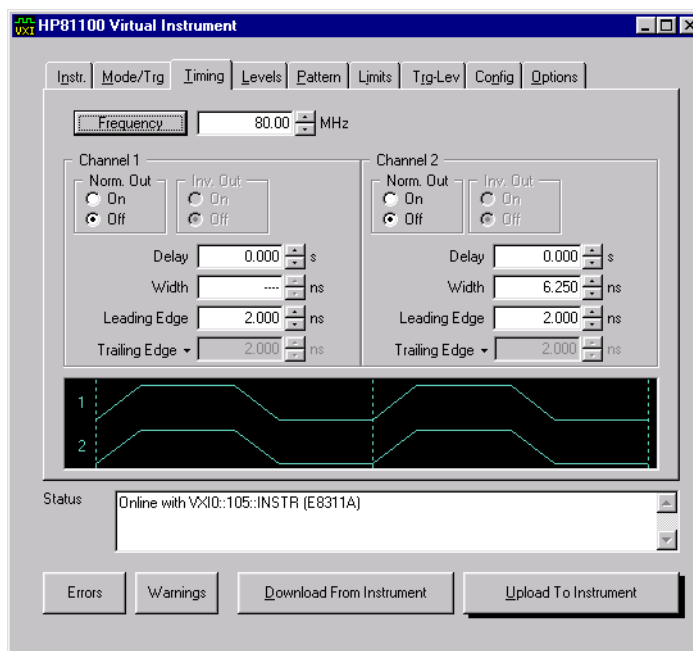 VXI HP81100 Virtual Instrument
Instr. Mode/Trg Timing Levels Pattern Limits Trg-Lev Config Options
Frequency 80.00 MHz
Channel 1 Channel 2
Norm. Out Inv. Out Norm. Out Inv. Out
On On On On
Off Off Off Off
Delay 0.000 s Delay 0.000 s
Width ---- ns Width 6.250 ns
Leading Edge 2.000 ns Leading Edge 2.000 ns
Trailing Edge 2.000 ns Trailing Edge 2.000 ns
1
2
Status Online with VXI0::105::INSTR (E8311A)
Errors Warnings Download From Instrument Upload To Instrument